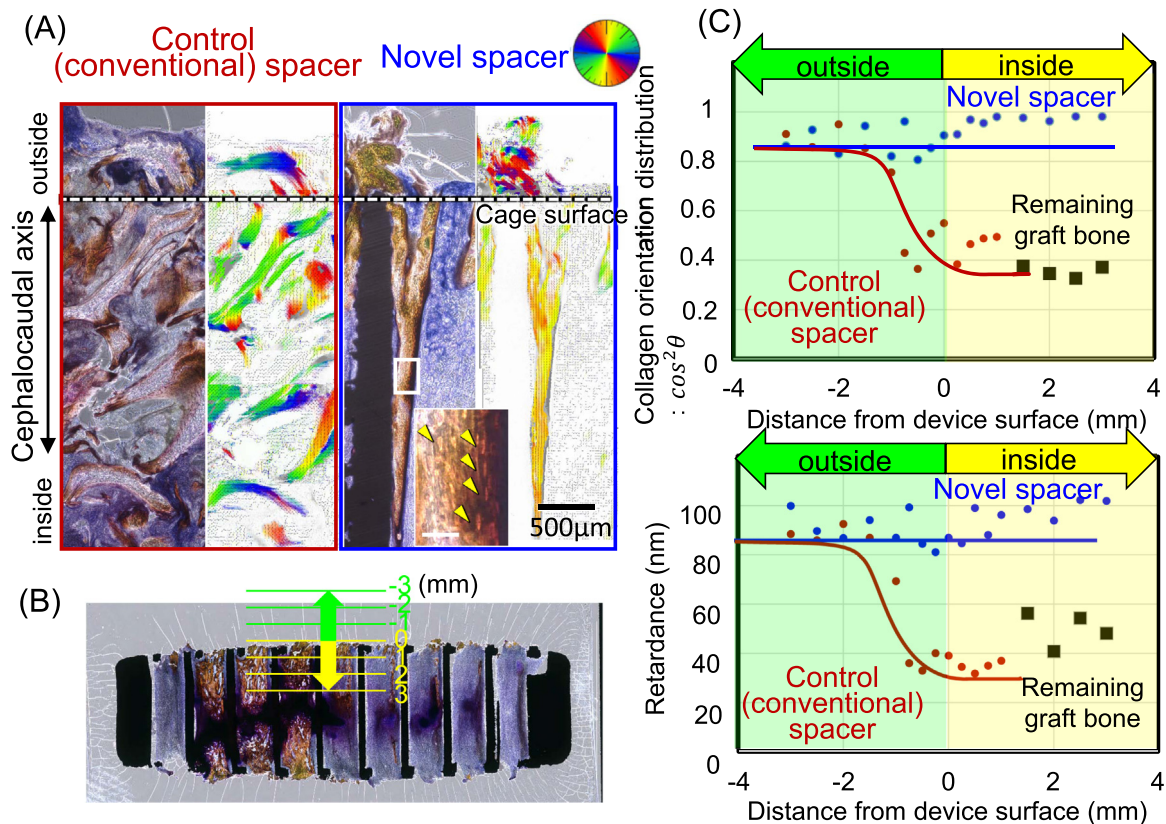 (A)
Control
(conventional) spacer
Novel spacer
outside
Cephalocaudal axis
inside
Cage surface
500μm
(B)
-3 (mm)
-2
-1
0
1
2
3
(C)
outside
inside
Novel spacer
Collagen orientation distribution
: cos²θ
1
0.8
0.6
0.4
0.2
0
Remaining
graft bone
Control
(conventional)
spacer
-4
-2
0
2
4
Distance from device surface (mm)
outside
inside
Novel spacer
Retardance (nm)
100
80
60
40
20
0
Control
(conventional)
spacer
Remaining
graft bone
-4
-2
0
2
4
Distance from device surface (mm)